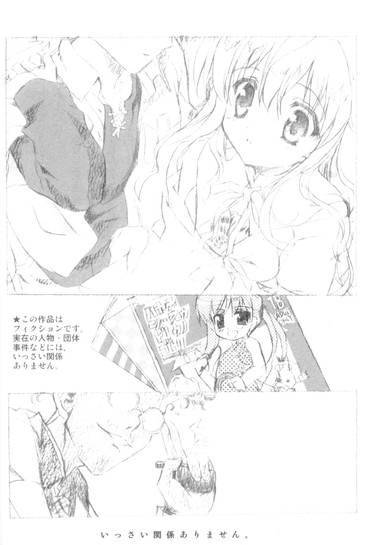 ★この作品は
フィクションです。
実在の人物・団体
事件などには、
いっさい関係
ありません。
いっさい関係ありません。